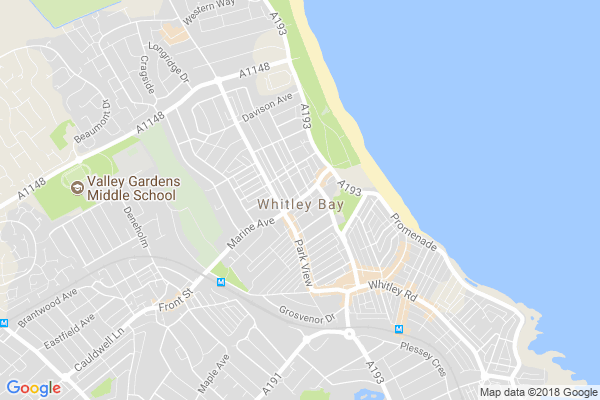 Western Way
A193
Longridge Dr
Cragside
A1148
Davison Ave
Beaumont Dr
A1148
A193
A1148
Valley Gardens
Middle School
A193
Whitley Bay
Deneholm
Marine Ave
Promenade
Park View
M
Brantwood Ave
Front St
Whitley Rd
Grosvenor Dr
M
M
Eastfield Ave
Cauldwell Ln
Plessey Cres
Maple Ave
A191
A193
Google
Map data ©2018 Google